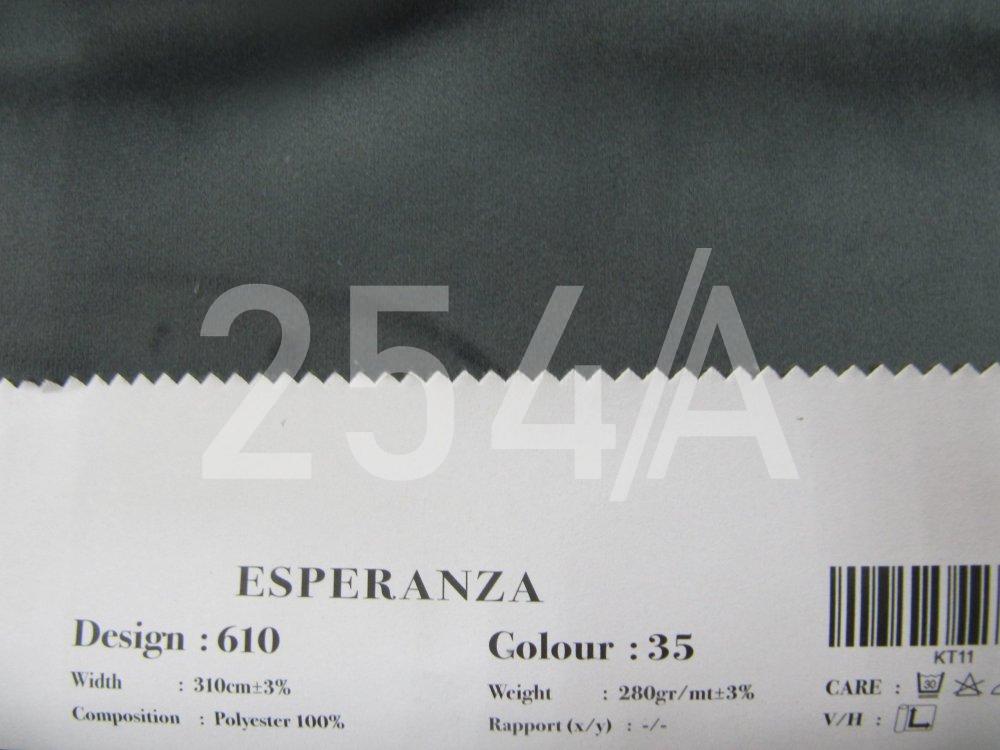 254/A
ESPERANZA
Design : 610
Colour : 35
KT11
Width : 310cm±3%
Weight : 280gr/mt±3%
CARE : 30
Composition : Polyester 100%
Rapport (x/y) : -/-
V/H :